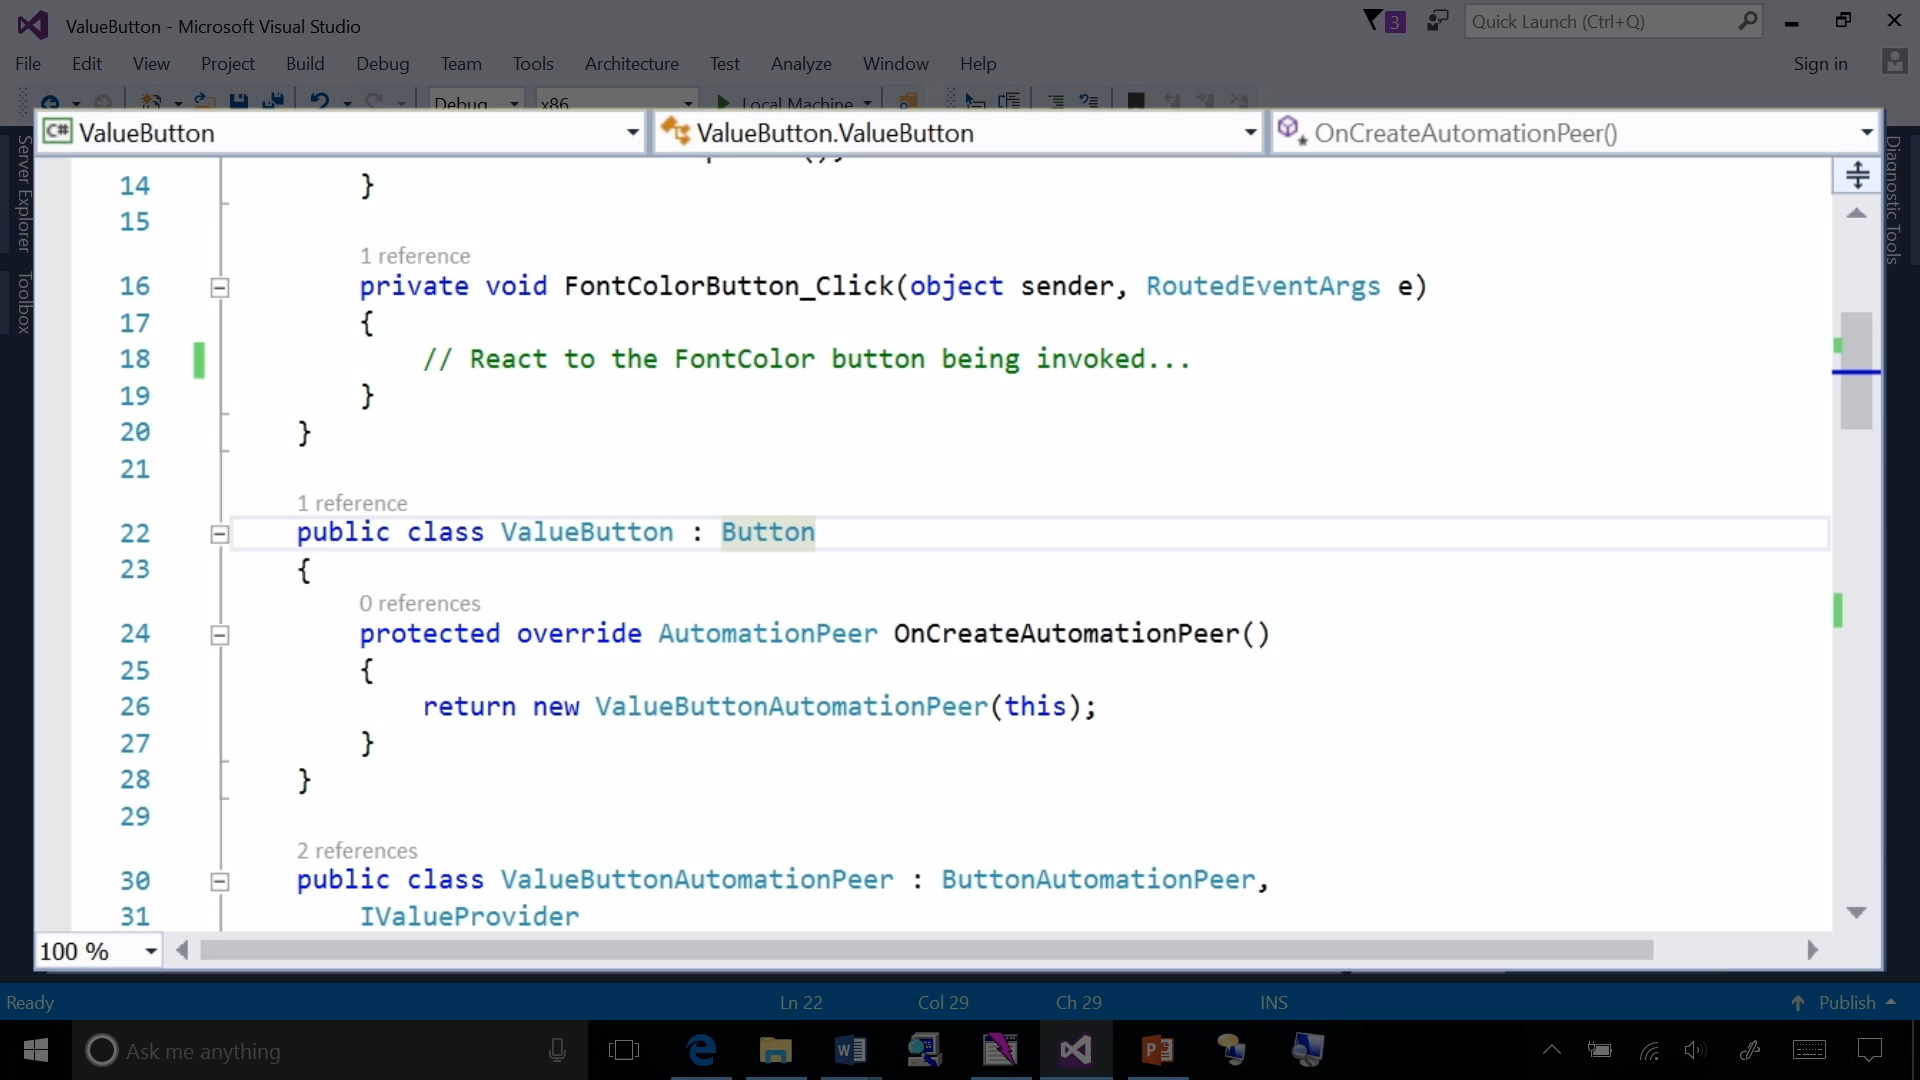 ValueButton - Microsoft Visual Studio
3
Quick Launch (Ctrl+Q)
File Edit View Project Build Debug Team Tools Architecture Test Analyze Window Help
Sign in
Debug x86 Local Machine
Server Explorer
Toolbox
Diagnostic Tools
C# ValueButton
ValueButton.ValueButton
OnCreateAutomationPeer()
14 }
15
1 reference
16 private void FontColorButton_Click(object sender, RoutedEventArgs e)
17 {
18 // React to the FontColor button being invoked...
19 }
20 }
21
1 reference
22 public class ValueButton : Button
23 {
0 references
24 protected override AutomationPeer OnCreateAutomationPeer()
25 {
26 return new ValueButtonAutomationPeer(this);
27 }
28 }
29
2 references
30 public class ValueButtonAutomationPeer : ButtonAutomationPeer,
31 IValueProvider
100 %
Ready Ln 22 Col 29 Ch 29 INS Publish
Ask me anything